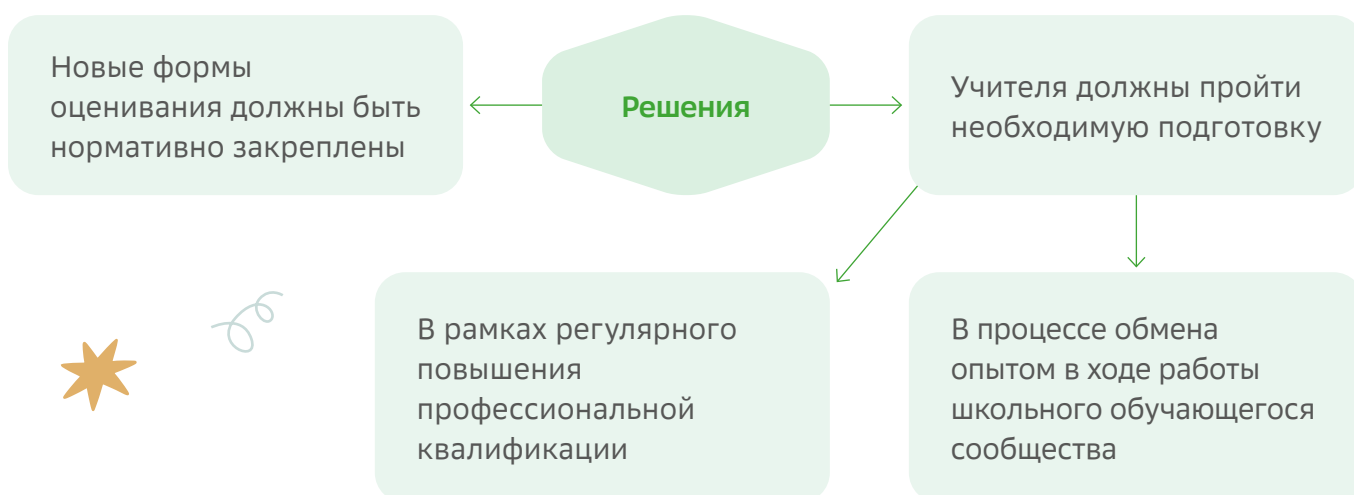 Новые формы
оценивания должны быть
нормативно закреплены
Решения
Учителя должны пройти
необходимую подготовку
В рамках регулярного
повышения
профессиональной
квалификации
В процессе обмена
опытом в ходе работы
школьного обучающегося
сообщества